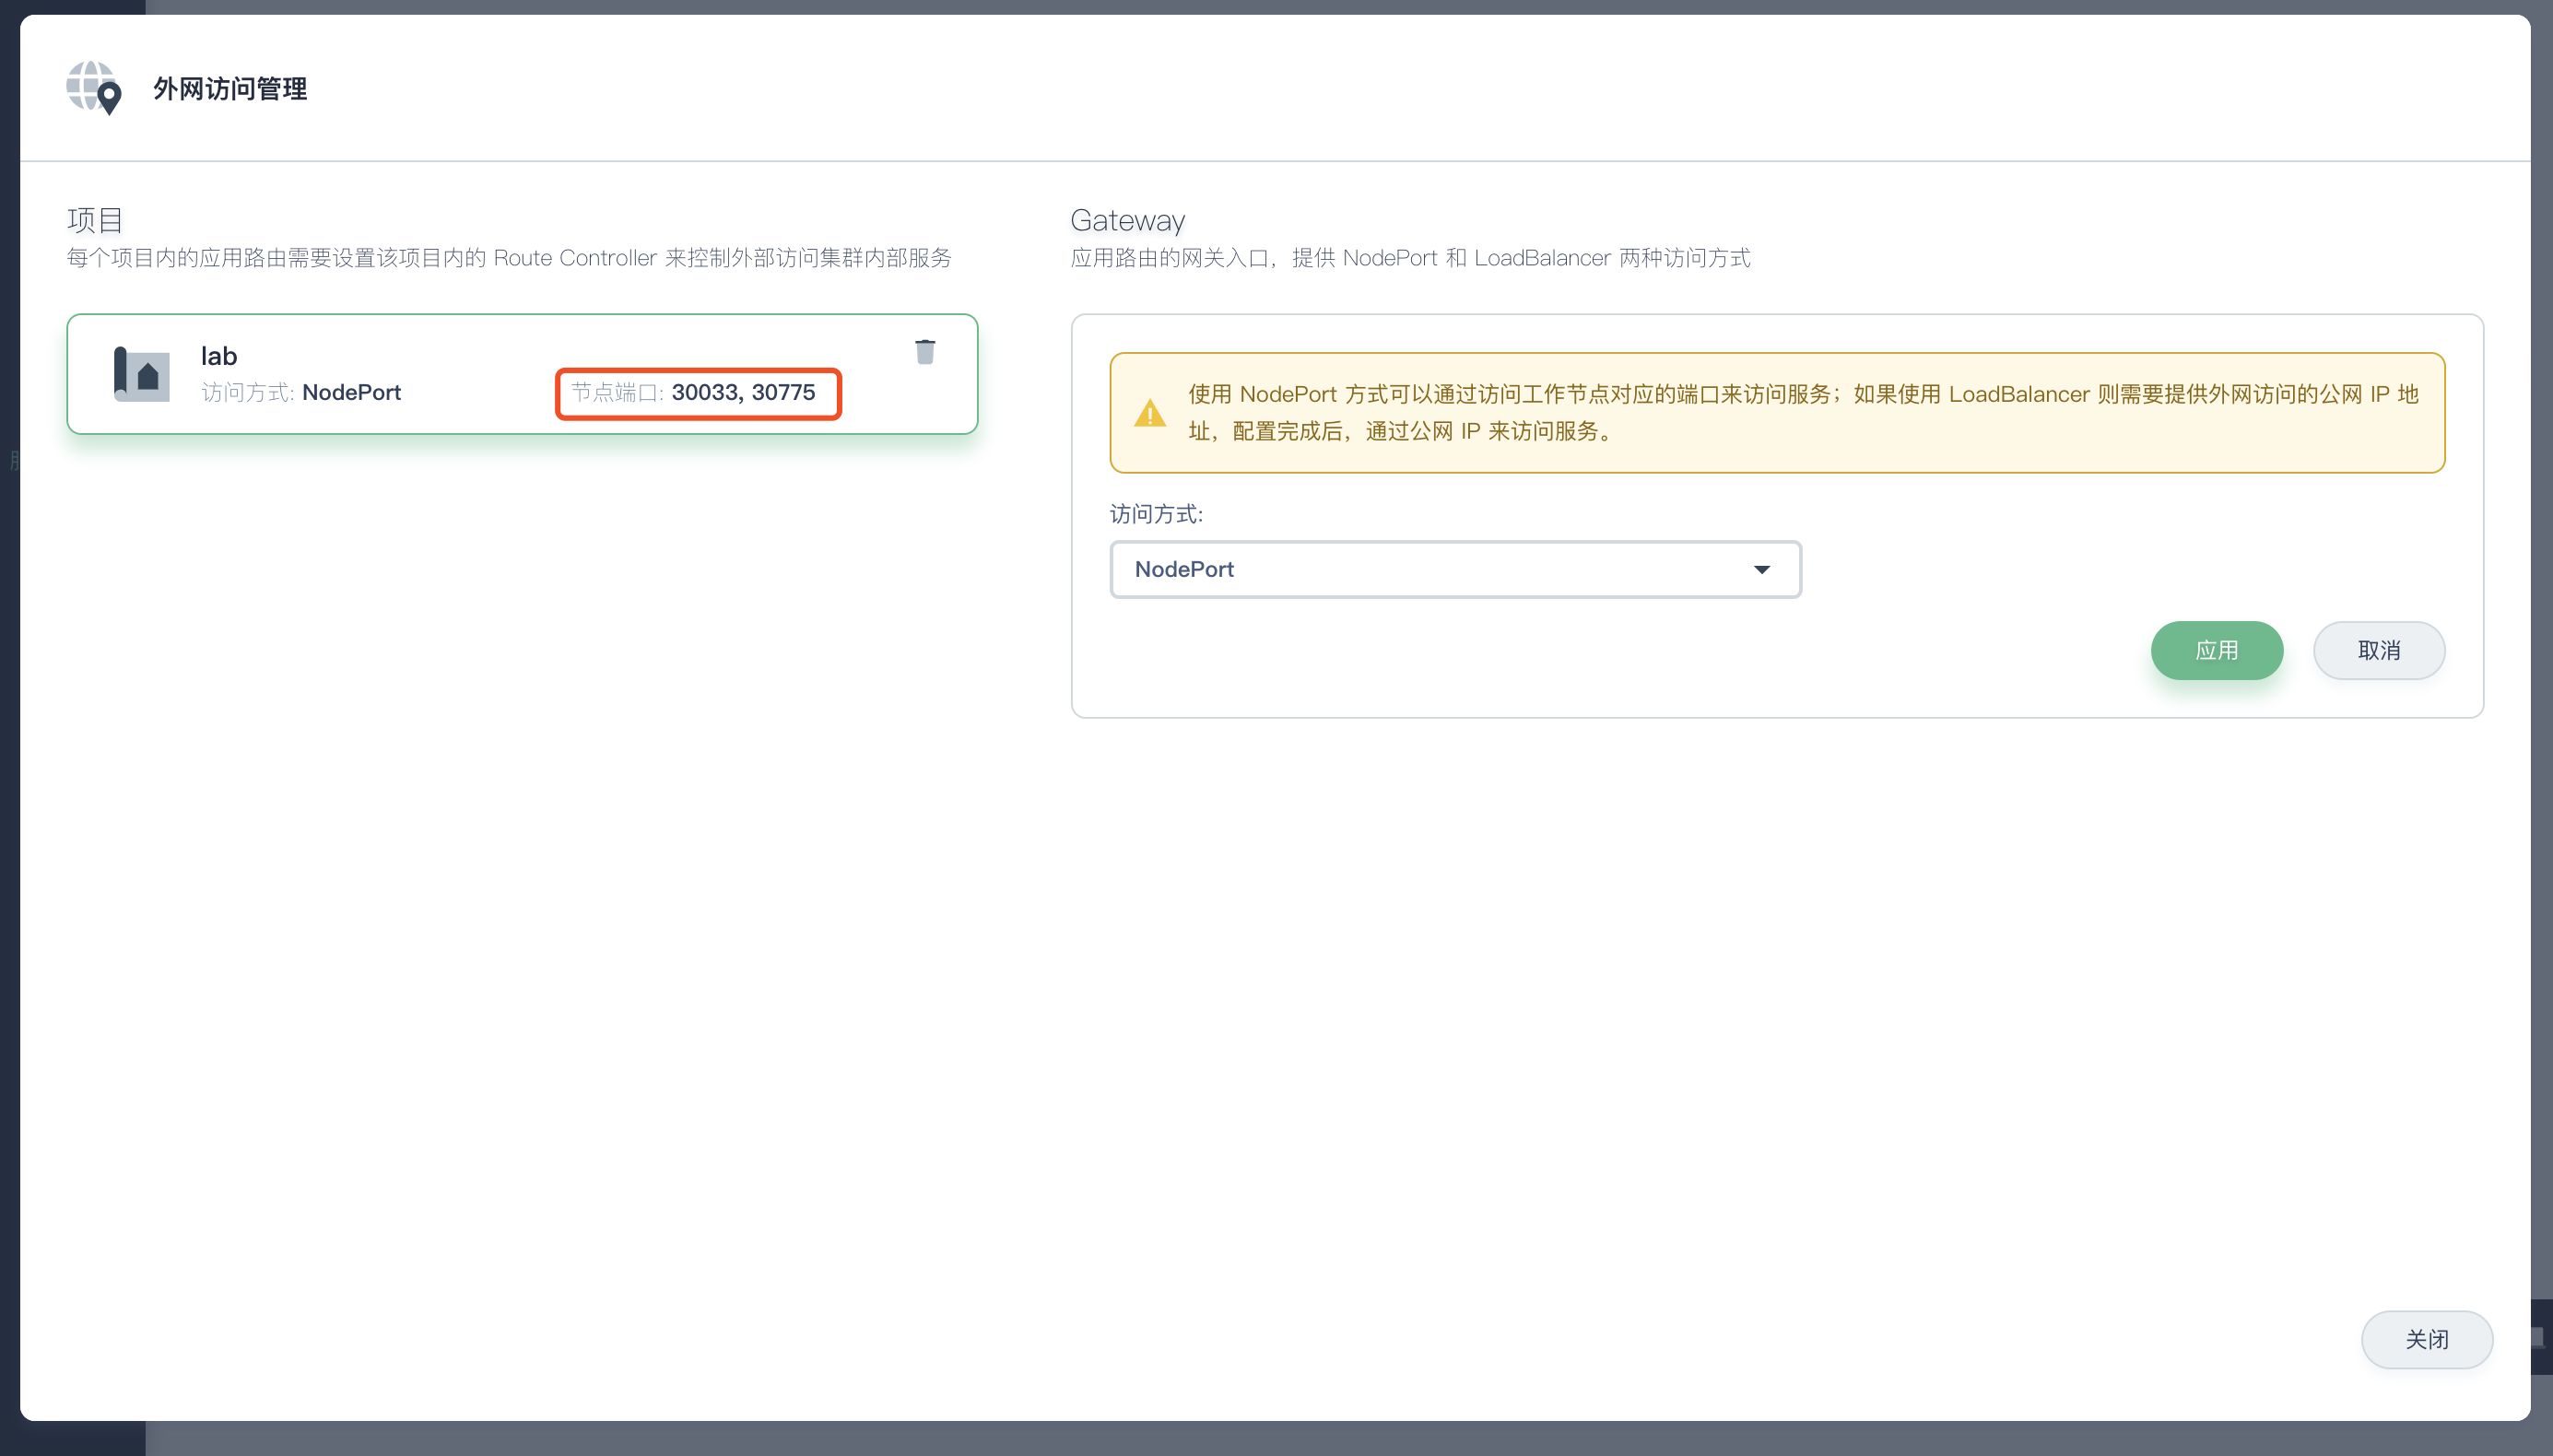 外网访问管理
项目
每个项目内的应用路由需要设置该项目内的 Route Controller 来控制外部访问集群内部服务
lab
访问方式: NodePort
节点端口: 30033, 30775
Gateway
应用路由的网关入口，提供 NodePort 和 LoadBalancer 两种访问方式
使用 NodePort 方式可以通过访问工作节点对应的端口来访问服务；如果使用 LoadBalancer 则需要提供外网访问的公网 IP 地
址，配置完成后，通过公网 IP 来访问服务。
访问方式:
NodePort
应用
取消
关闭